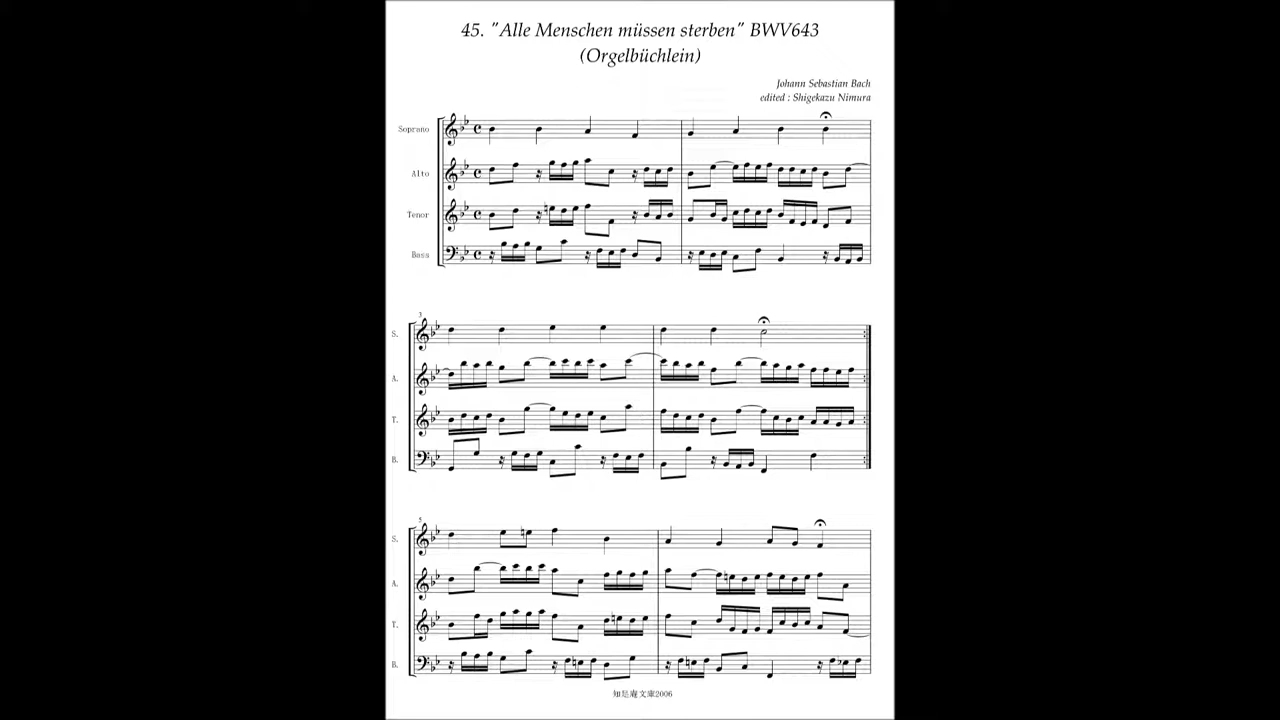 45. "Alle Menschen müssen sterben" BWV643
(Orgelbüchlein)
Johann Sebastian Bach
edited : Shigekazu Nimura
Soprano
Alto
Tenor
Bass
3
S.
A.
T.
B.
5
S.
A.
T.
B.
知足庵文庫2006